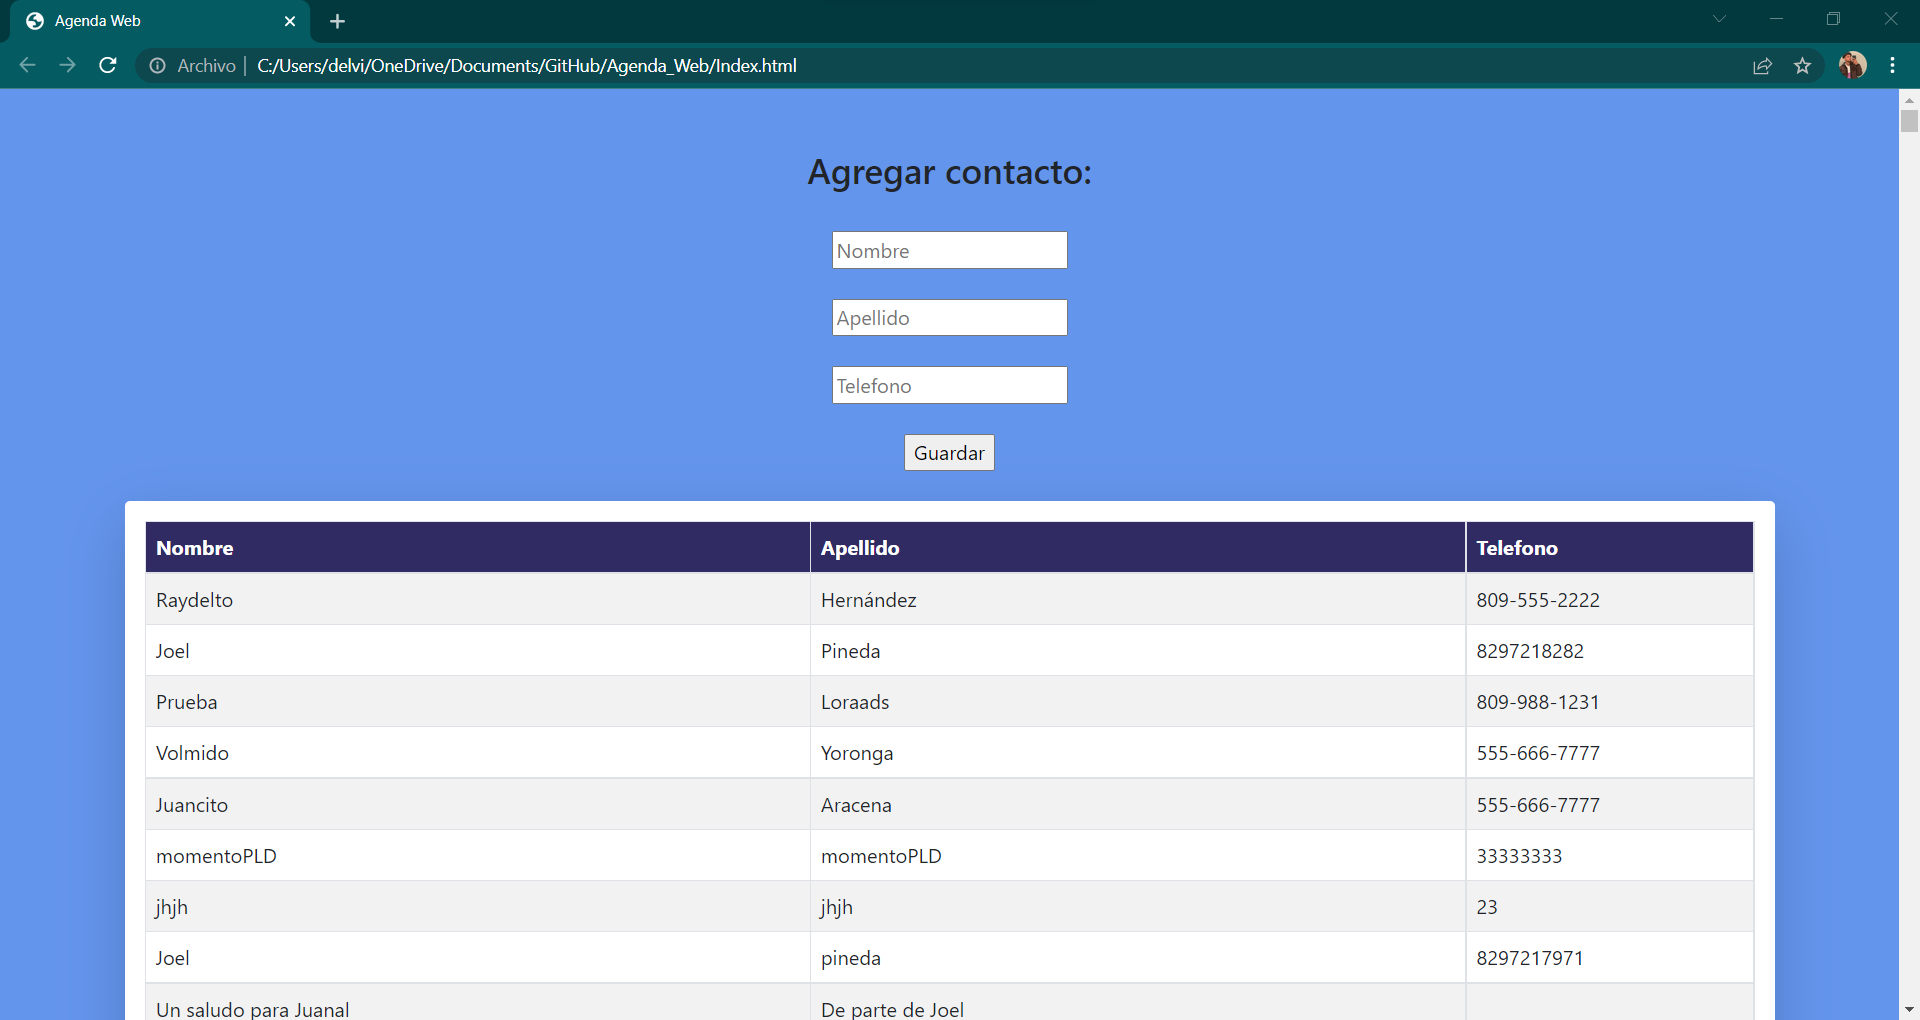 Agenda Web
Archivo | C:/Users/delvi/OneDrive/Documents/GitHub/Agenda_Web/Index.html
Agregar contacto:
Nombre
Apellido
Telefono
Guardar
Nombre Apellido Telefono
Raydelto Hernández 809-555-2222
Joel Pineda 8297218282
Prueba Loraads 809-988-1231
Volmido Yoronga 555-666-7777
Juancito Aracena 555-666-7777
momentoPLD momentoPLD 33333333
jhjh jhjh 23
Joel pineda 8297217971
Un saludo para Juanal De parte de Joel